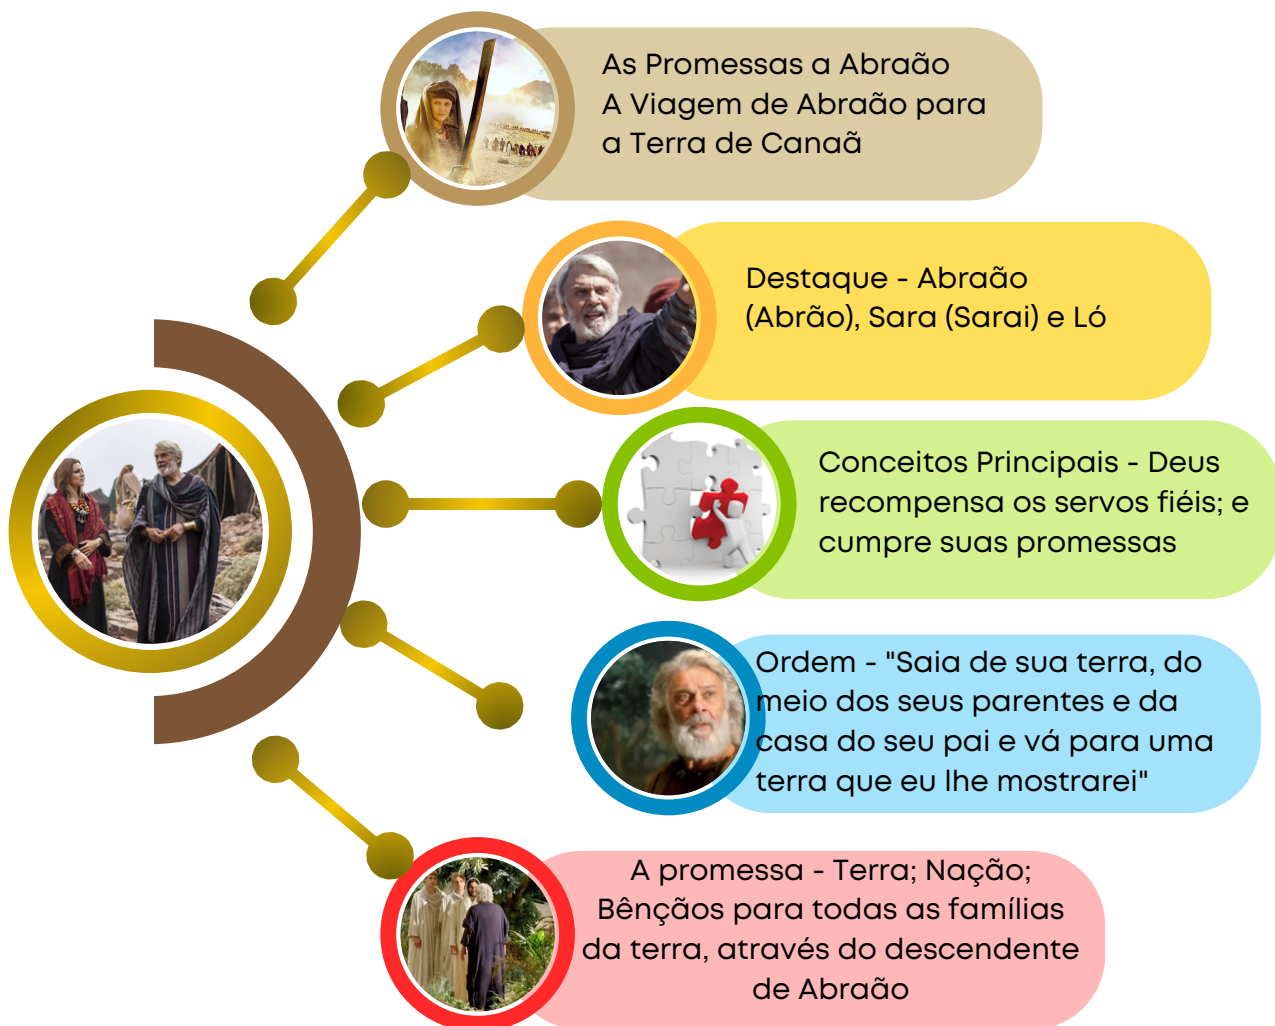 As Promessas a Abraão
A Viagem de Abraão para
a Terra de Canaã
Destaque - Abraão
(Abrão), Sara (Sarai) e Ló
Conceitos Principais - Deus
recompensa os servos fiéis; e
cumpre suas promessas
Ordem - "Saia de sua terra, do
meio dos seus parentes e da
casa do seu pai e vá para uma
terra que eu lhe mostrarei"
A promessa - Terra; Nação;
Bênçãos para todas as famílias
da terra, através do descendente
de Abraão